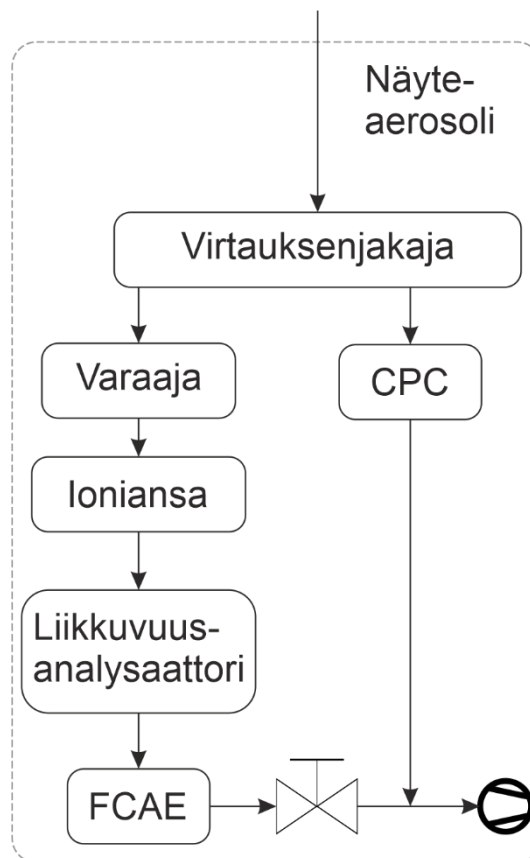 Näyte-
aerosoli
Virtauksenjakaja
Varaaja
CPC
Ioniansa
Liikkuvuus-
analysaattori
FCAE